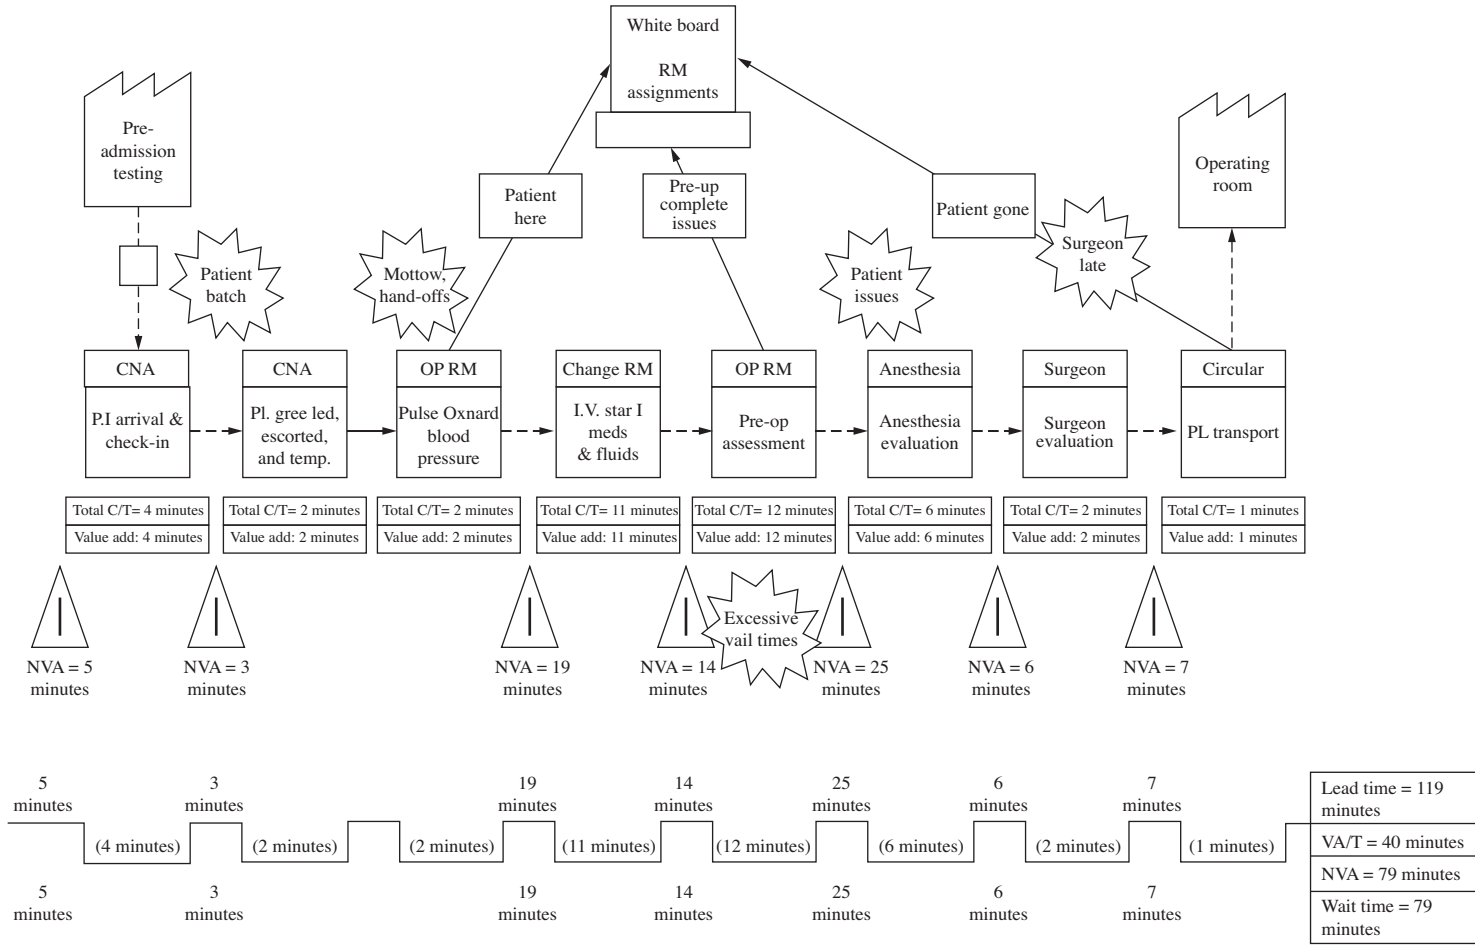 White board
RM
assignments
Pre-
admission
testing
Operating
room
Patient
here
Pre-up
complete
issues
Patient gone
Patient
batch
Mottow,
hand-offs
Patient
issues
Surgeon
late
CNA
P.I arrival &
check-in
CNA
Pl. gree led,
escorted,
and temp.
OP RM
Pulse Oxnard
blood
pressure
Change RM
I.V. star I
meds
& fluids
OP RM
Pre-op
assessment
Anesthesia
Anesthesia
evaluation
Surgeon
Surgeon
evaluation
Circular
PL transport
Total C/T= 4 minutes
Value add: 4 minutes
Total C/T= 2 minutes
Value add: 2 minutes
Total C/T= 2 minutes
Value add: 2 minutes
Total C/T= 11 minutes
Value add: 11 minutes
Total C/T= 12 minutes
Value add: 12 minutes
Total C/T= 6 minutes
Value add: 6 minutes
Total C/T= 2 minutes
Value add: 2 minutes
Total C/T= 1 minutes
Value add: 1 minutes
NVA = 5
minutes
NVA = 3
minutes
NVA = 19
minutes
NVA = 14
minutes
Excessive
vail times
NVA = 25
minutes
NVA = 6
minutes
NVA = 7
minutes
5
minutes
3
minutes
19
minutes
14
minutes
25
minutes
6
minutes
7
minutes
(4 minutes)
(2 minutes)
(2 minutes)
(11 minutes)
(12 minutes)
(6 minutes)
(2 minutes)
(1 minutes)
5
minutes
3
minutes
19
minutes
14
minutes
25
minutes
6
minutes
7
minutes
Lead time = 119
minutes
VA/T = 40 minutes
NVA = 79 minutes
Wait time = 79
minutes